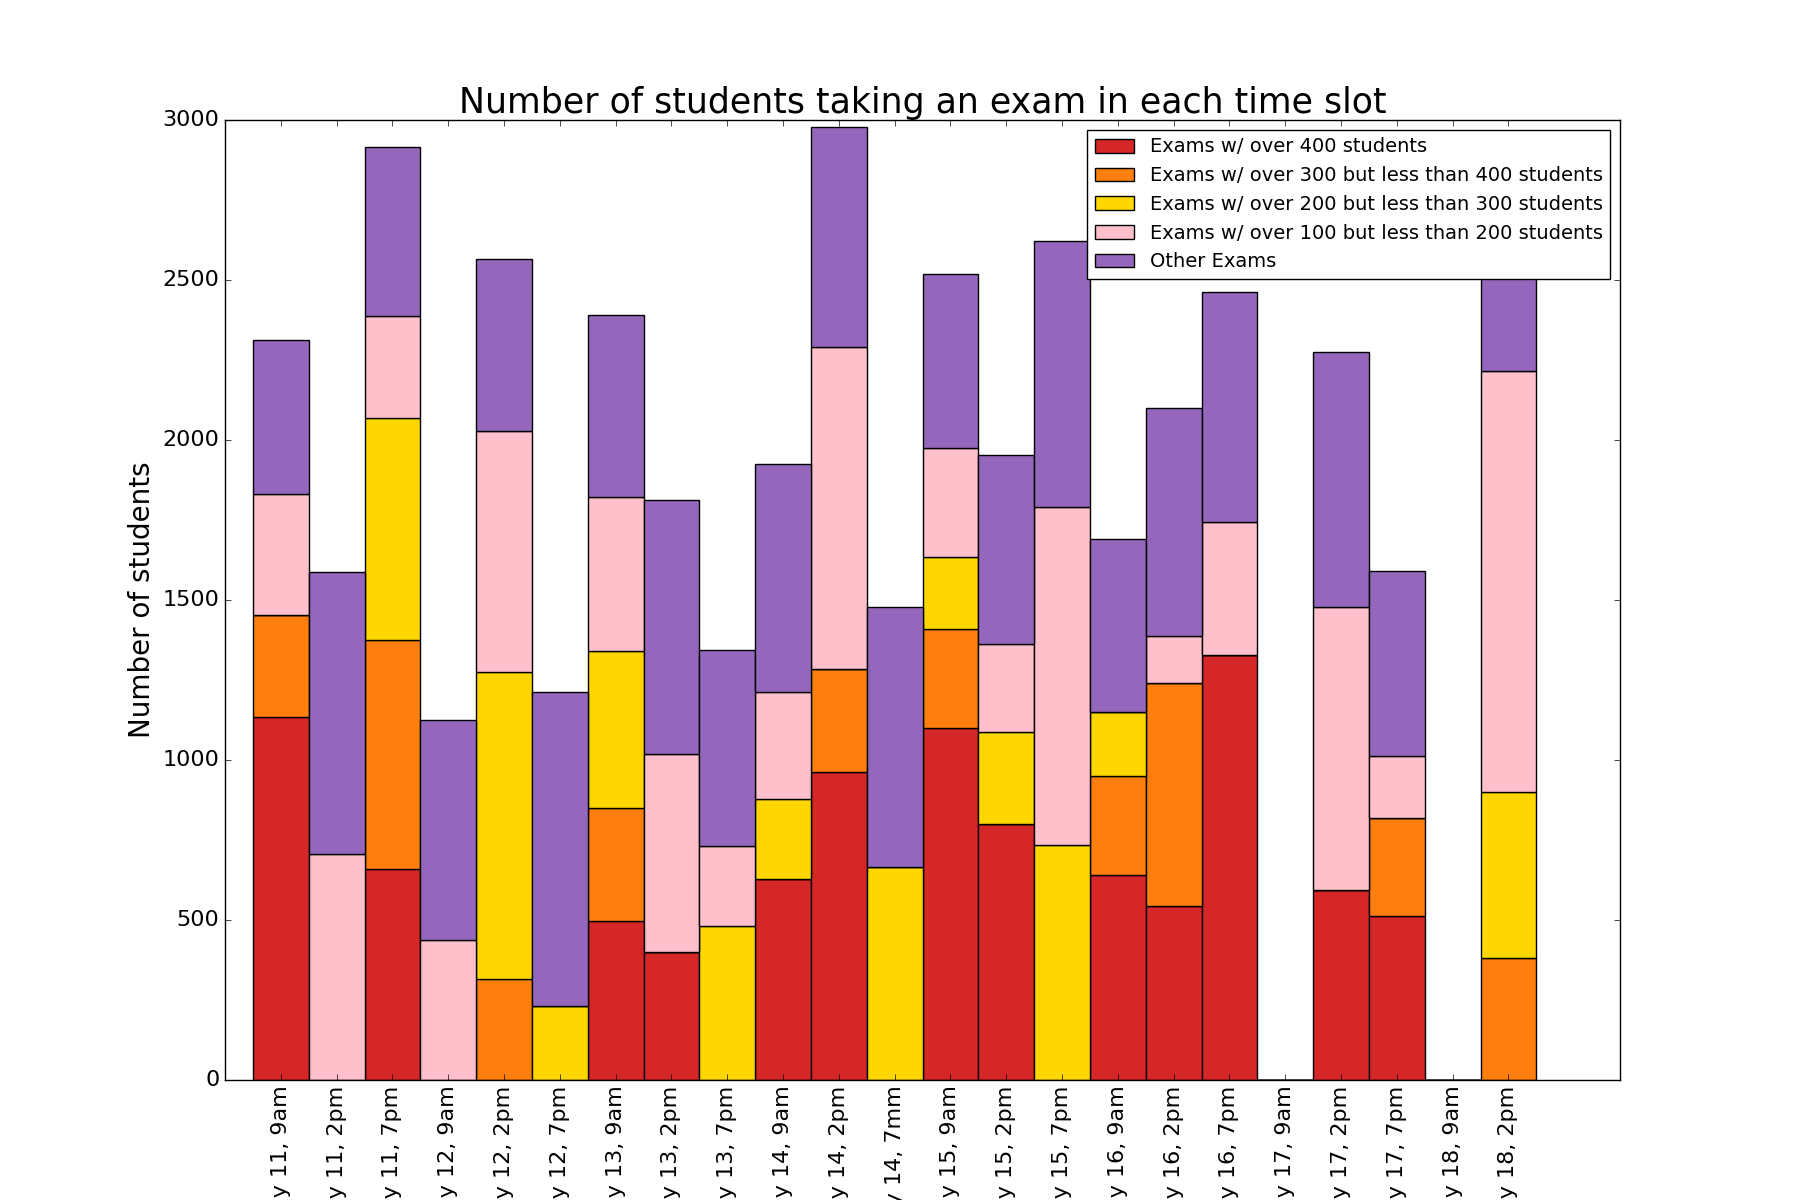 Number of students taking an exam in each time slot
Exams w/ over 400 students
Exams w/ over 300 but less than 400 students
Exams w/ over 200 but less than 300 students
Exams w/ over 100 but less than 200 students
Other Exams
Number of students
3000
2500
2000
1500
1000
500
0
y 11, 9am
y 11, 2pm
y 11, 7pm
y 12, 9am
y 12, 2pm
y 12, 7pm
y 13, 9am
y 13, 2pm
y 13, 7pm
y 14, 9am
y 14, 2pm
y 14, 7mm
y 15, 9am
y 15, 2pm
y 15, 7pm
y 16, 9am
y 16, 2pm
y 16, 7pm
y 17, 9am
y 17, 2pm
y 17, 7pm
y 18, 9am
y 18, 2pm